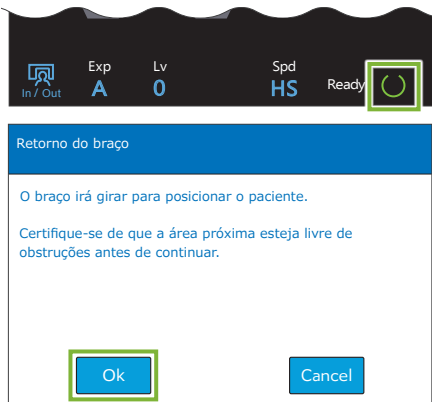 Exp Lv Spd
In / Out A 0 HS Ready
Retorno do braço
O braço irá girar para posicionar o paciente.
Certifique-se de que a área próxima esteja livre de
obstruções antes de continuar.
Ok Cancel